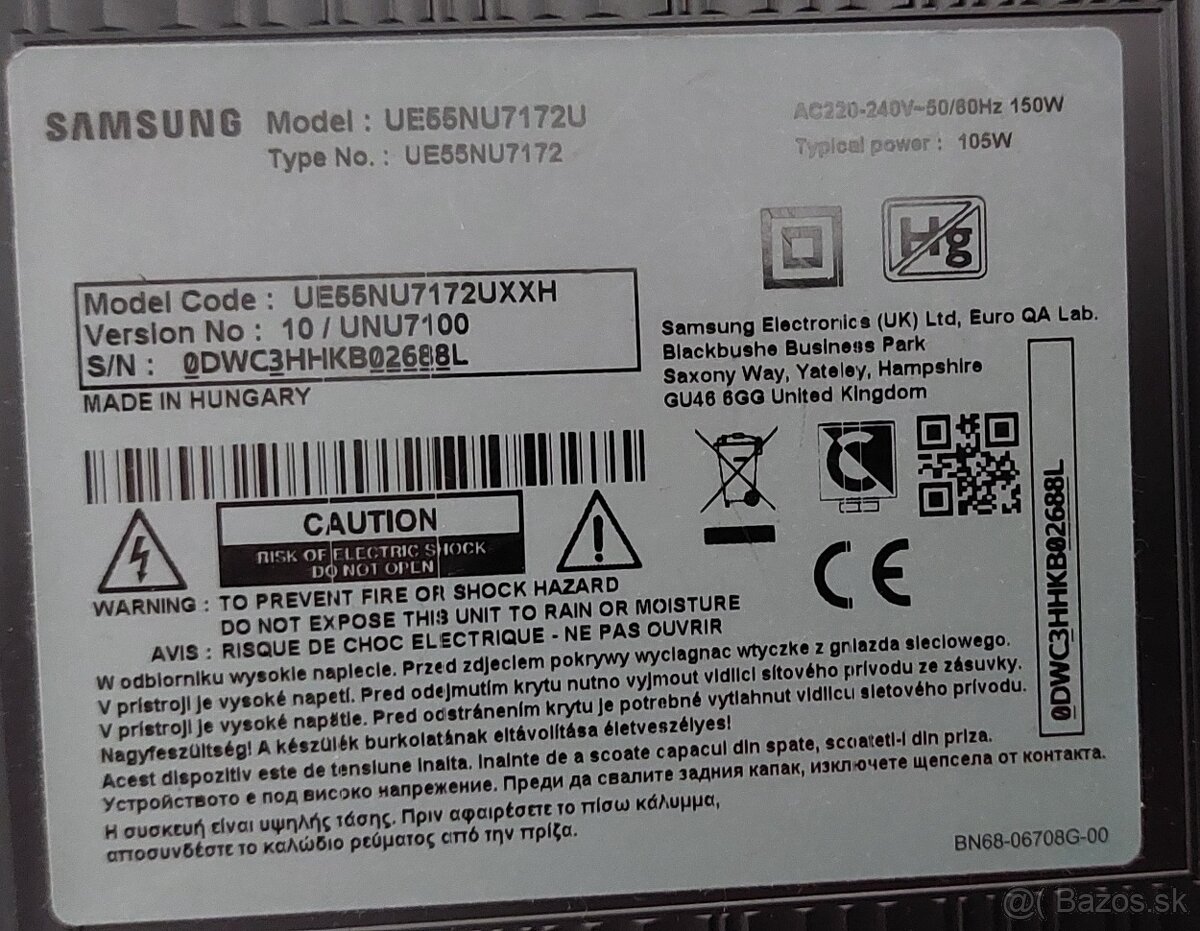 SAMSUNG Model : UE55NU7172U
Type No. : UE55NU7172
AC220-240V~50/60Hz 150W
Typical power : 105W
Hg
Model Code : UE55NU7172UXXH
Version No : 10 / UNU7100
S/N : 0DWC3HHKB02688L
MADE IN HUNGARY
Samsung Electronics (UK) Ltd, Euro QA Lab.
Blackbushe Business Park
Saxony Way, Yateley, Hampshire
GU46 6GG United Kingdom
CAUTION
RISK OF ELECTRIC SHOCK
DO NOT OPEN
CE
0DWC3HHKB02688L
WARNING : TO PREVENT FIRE OR SHOCK HAZARD
DO NOT EXPOSE THIS UNIT TO RAIN OR MOISTURE
AVIS : RISQUE DE CHOC ELECTRIQUE - NE PAS OUVRIR
W odbiorniku wysokie napiecie. Przed zdjeciem pokrywy wyciagnac wtyczke z gniazda sieciowego.
V prístroji je vysoké napetí. Pred odejmutím krytu nutno vyjmout vidlici sítového prívodu ze zásuvky.
V prístroji je vysoké napätie. Pred odstránením krytu je potrebné vytiahnut vidlicu sietového prívodu.
Nagyfeszültség! A készülék burkolatának eltávolítása életveszélyes!
Acest dispozitiv este de tensiune inalta. Inainte de a scoate capacul din spate, scoateti-l din priza.
Устройството е под високо напрежение. Преди да свалите задния капак, изключете щепсела от контакта.
Η συσκευή είναι υψηλής τάσης. Πριν αφαιρέσετε το πίσω κάλυμμα,
αποσυνδέστε το καλώδιο ρεύματος από την πρίζα.
BN68-06708G-00
@( Bazos.sk